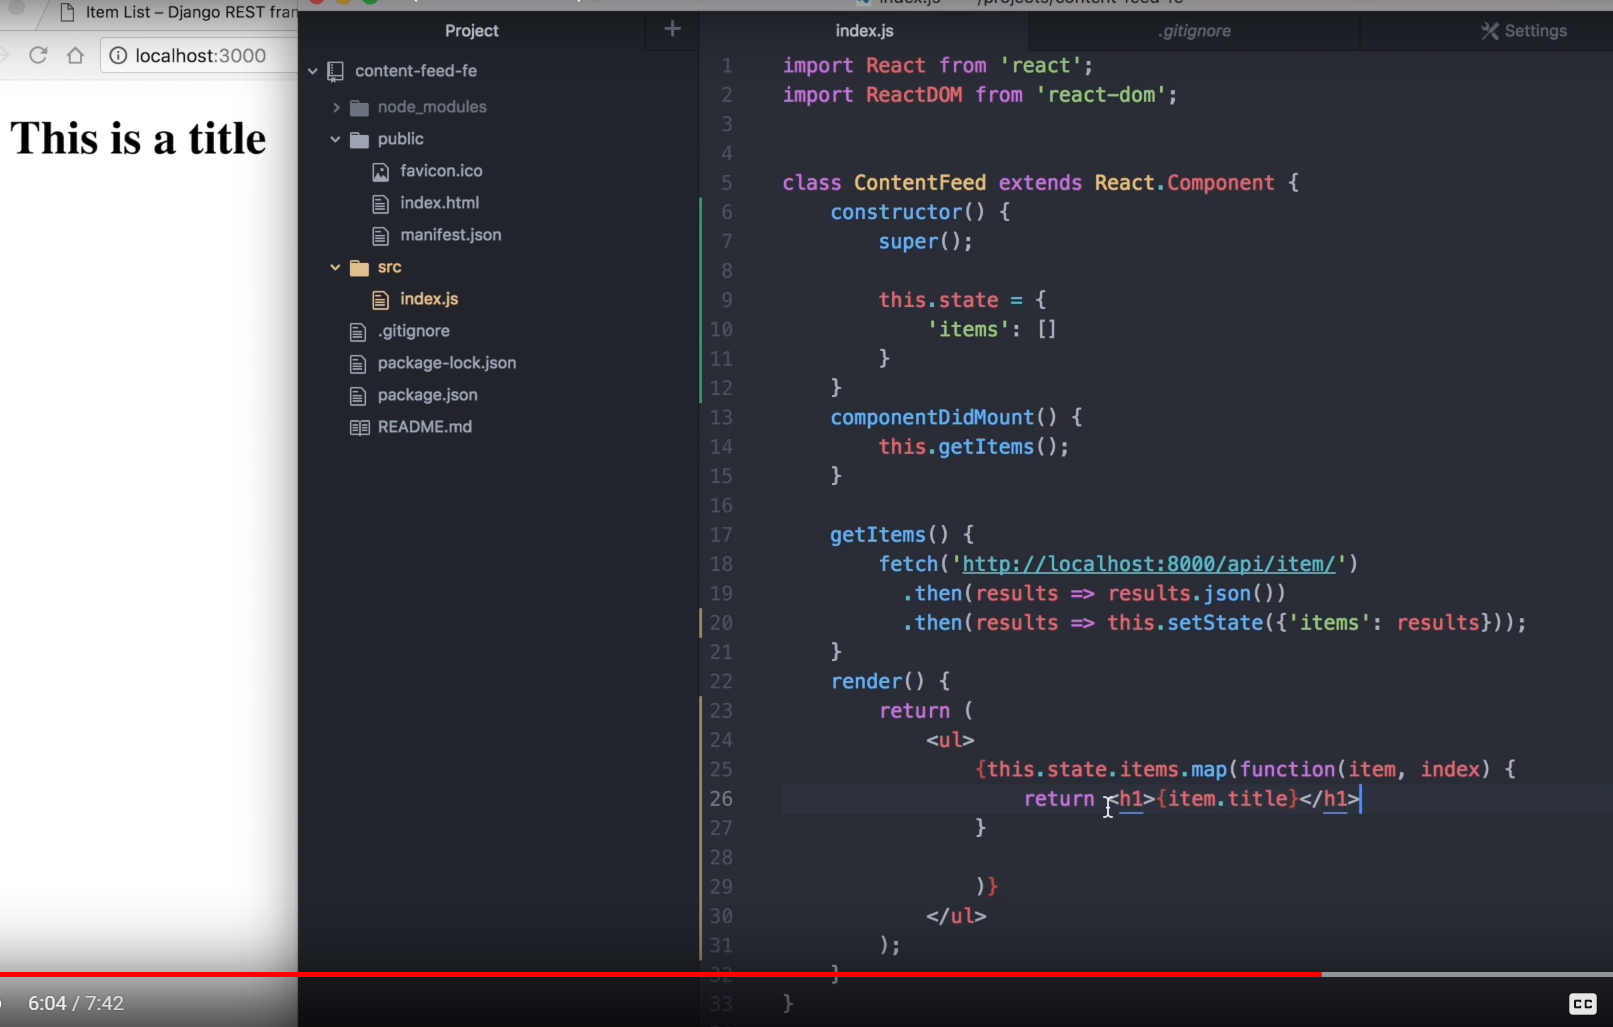 Item List – Django REST fran
localhost:3000
This is a title
Project
content-feed-fe
node_modules
public
favicon.ico
index.html
manifest.json
src
index.js
.gitignore
package-lock.json
package.json
README.md
index.js
.gitignore
Settings
1 import React from 'react';
2 import ReactDOM from 'react-dom';
3
4
5 class ContentFeed extends React.Component {
6 constructor() {
7 super();
8
9 this.state = {
10 'items': []
11 }
12 }
13 componentDidMount() {
14 this.getItems();
15 }
16
17 getItems() {
18 fetch('http://localhost:8000/api/item/')
19 .then(results => results.json())
20 .then(results => this.setState({'items': results}));
21 }
22 render() {
23 return (
24 <ul>
25 {this.state.items.map(function(item, index) {
26 return <h1>{item.title}</h1>
27 }
28
29 )}
30 </ul>
31 );
32 }
33 }
6:04 / 7:42
CC